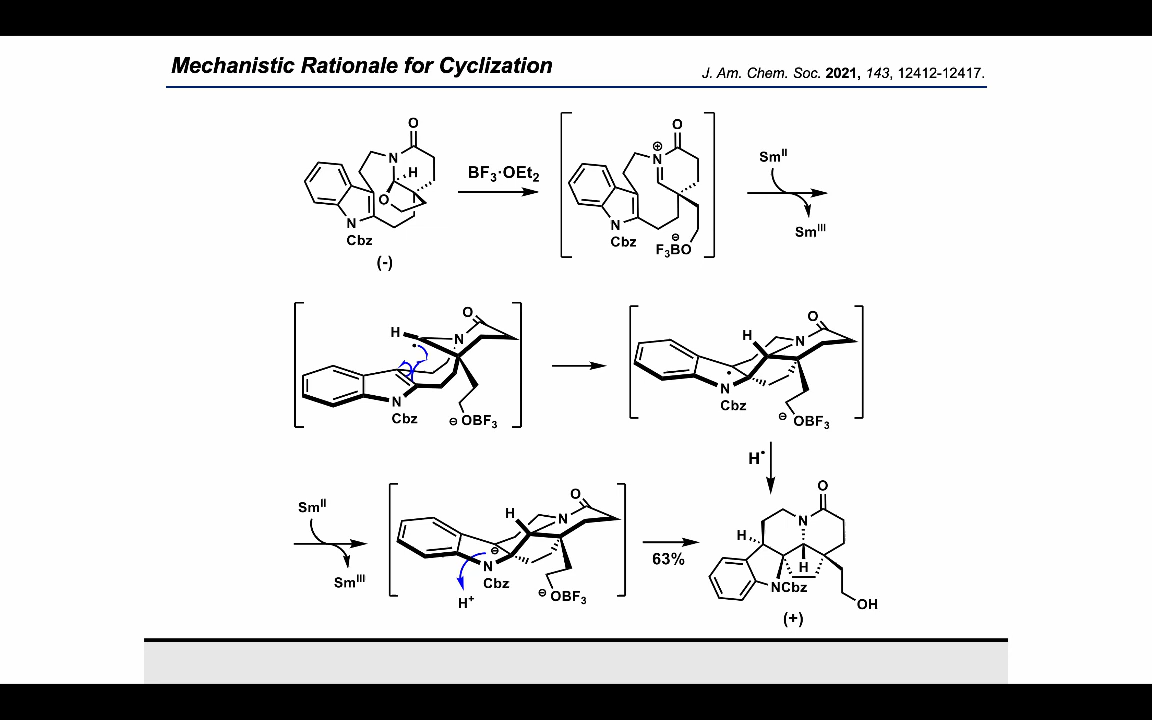 Mechanistic Rationale for Cyclization
J. Am. Chem. Soc. 2021, 143, 12412-12417.
O
N
H
O
N
Cbz
(-)
BF3·OEt2
O
⊕
N
N
Cbz
⊖
F3BO
SmII
SmIII
O
H
N
N
Cbz
⊖ OBF3
O
H
N
N
Cbz
⊖ OBF3
H•
SmII
SmIII
O
H
N
⊖
N
Cbz
H+
⊖ OBF3
63%
O
N
H
H
NCbz
OH
(+)